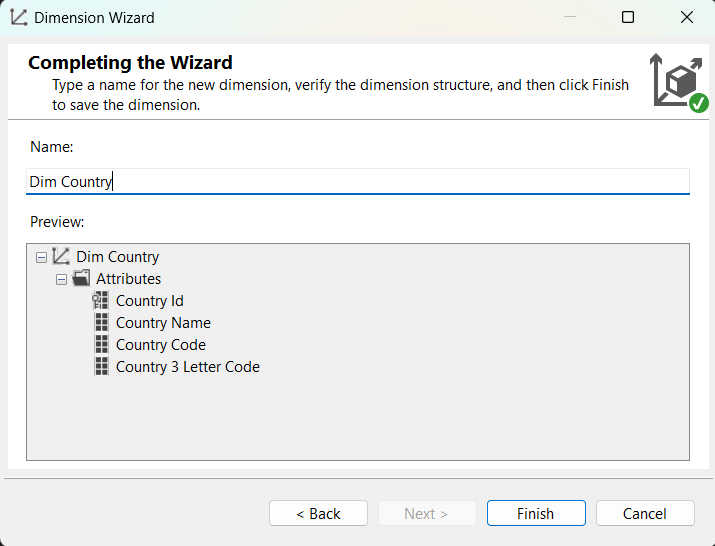 Dimension Wizard
Completing the Wizard
Type a name for the new dimension, verify the dimension structure, and then click Finish
to save the dimension.
Name:
Dim Country
Preview:
Dim Country
Attributes
Country Id
Country Name
Country Code
Country 3 Letter Code
< Back
Next >
Finish
Cancel